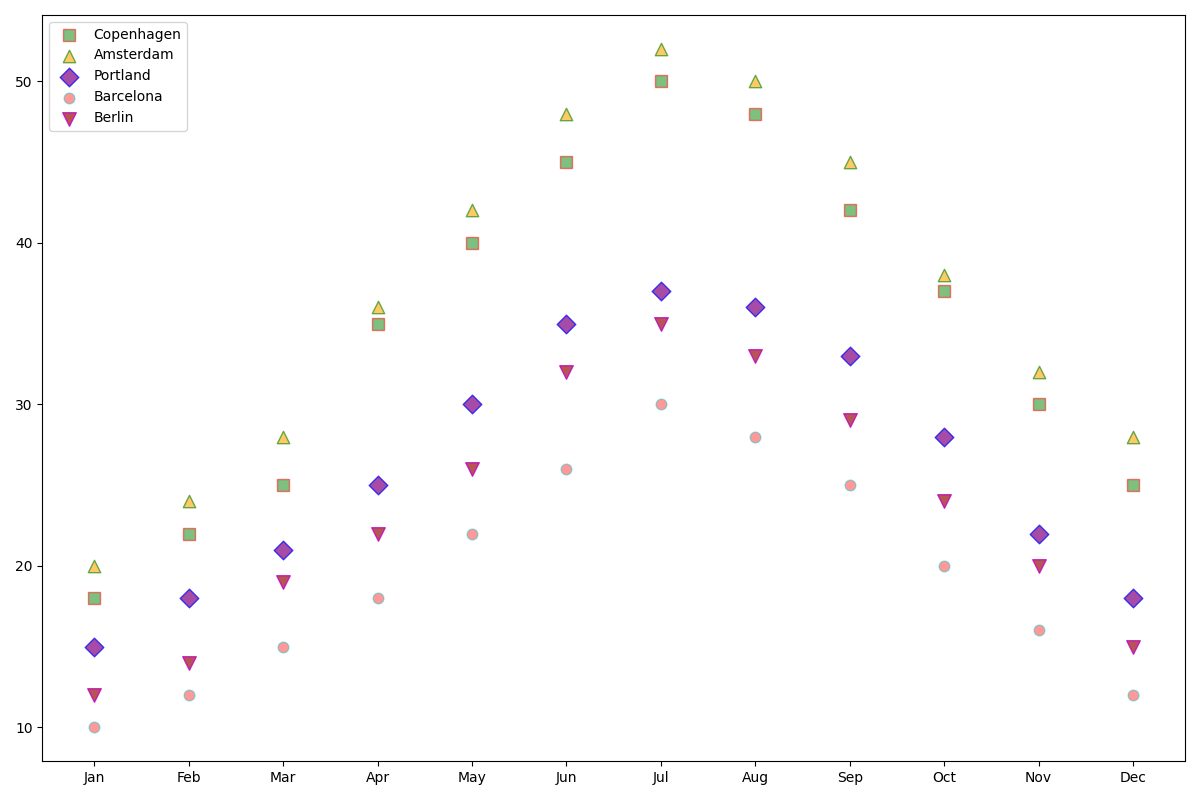 Copenhagen
Amsterdam
Portland
Barcelona
Berlin
50
40
30
20
10
Jan Feb Mar Apr May Jun Jul Aug Sep Oct Nov Dec